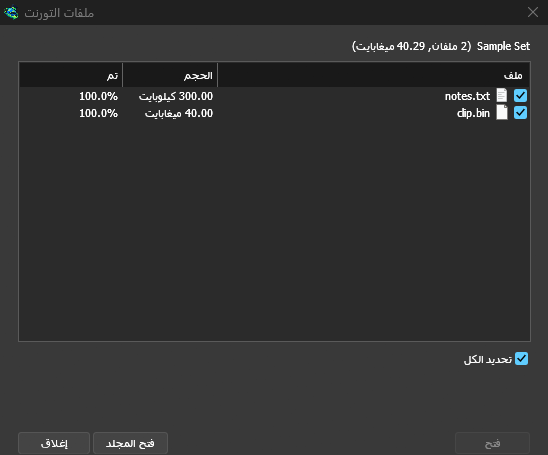 ملفات التورنت
Sample Set (2 ملفان, 40.29 ميغابايت)
ملف الحجم تم
notes.txt 300.00 كيلوبايت 100.0%
clip.bin 40.00 ميغابايت 100.0%
تحديد الكل
فتح فتح المجلد إغلاق